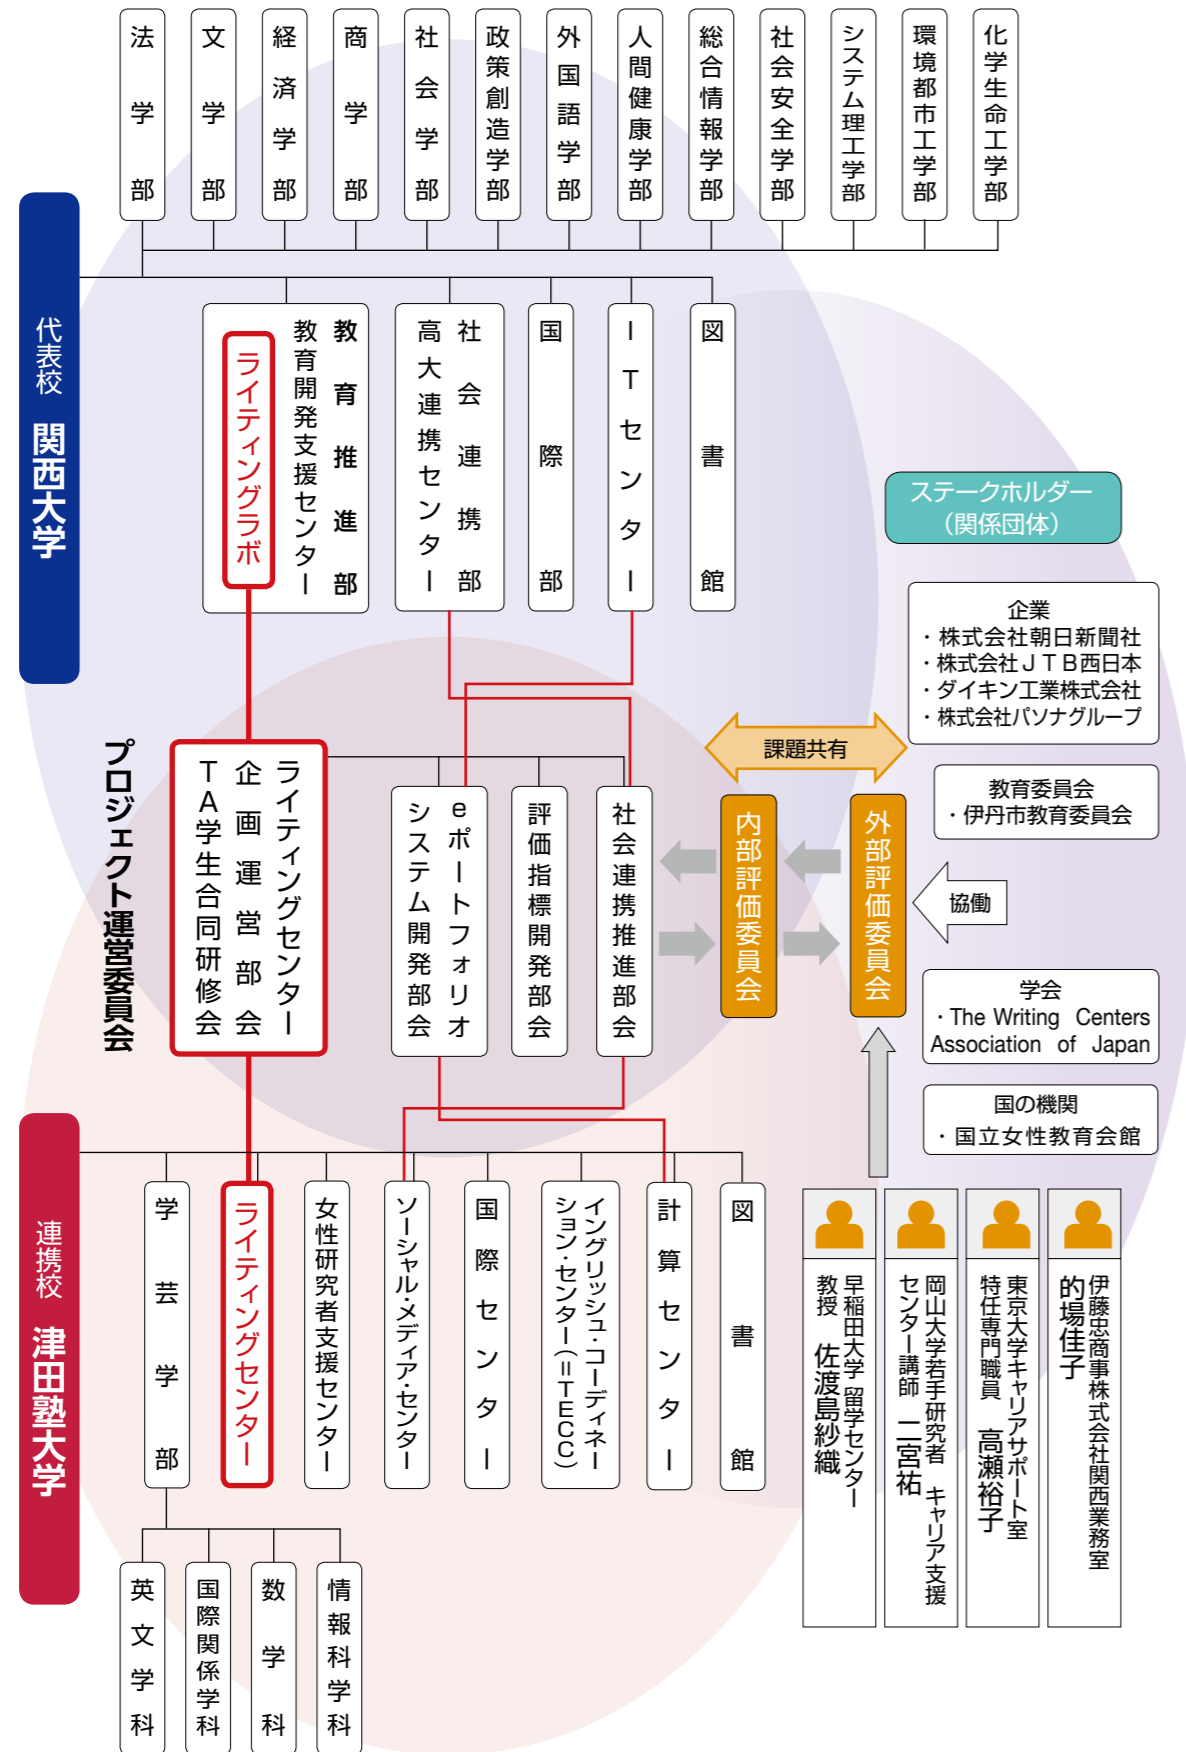 法学部
文学部
経済学部
商学部
社会学部
政策創造学部
外国語学部
人間健康学部
総合情報学部
社会安全学部
システム理工学部
環境都市工学部
化学生命工学部
代表校 関西大学
教育推進部
教育開発支援センター
ライティングラボ
社会連携部
高大連携センター
国際部
ITセンター
図書館
ステークホルダー
（関係団体）
企業
・株式会社朝日新聞社
・株式会社ＪＴＢ西日本
・ダイキン工業株式会社
・株式会社パソナグループ
課題共有
教育委員会
・伊丹市教育委員会
プロジェクト運営委員会
ライティングセンター
企画運営部会
TA学生合同研修会
eポートフォリオ
システム開発部会
評価指標開発部会
社会連携推進部会
内部評価委員会
外部評価委員会
協働
学会
・The Writing Centers
Association of Japan
国の機関
・国立女性教育会館
連携校 津田塾大学
学芸学部
ライティングセンター
女性研究者支援センター
ソーシャル・メディア・センター
国際センター
イングリッシュ・コーディネー
ション・センター(＝TECC)
計算センター
図書館
早稲田大学 留学センター
教授 佐渡島紗織
岡山大学若手研究者 キャリア支援
センター講師 二宮祐
東京大学キャリアサポート室
特任専門職員 高瀬裕子
伊藤忠商事株式会社関西業務室
的場佳子
英文学科
国際関係学科
数学科
情報科学科